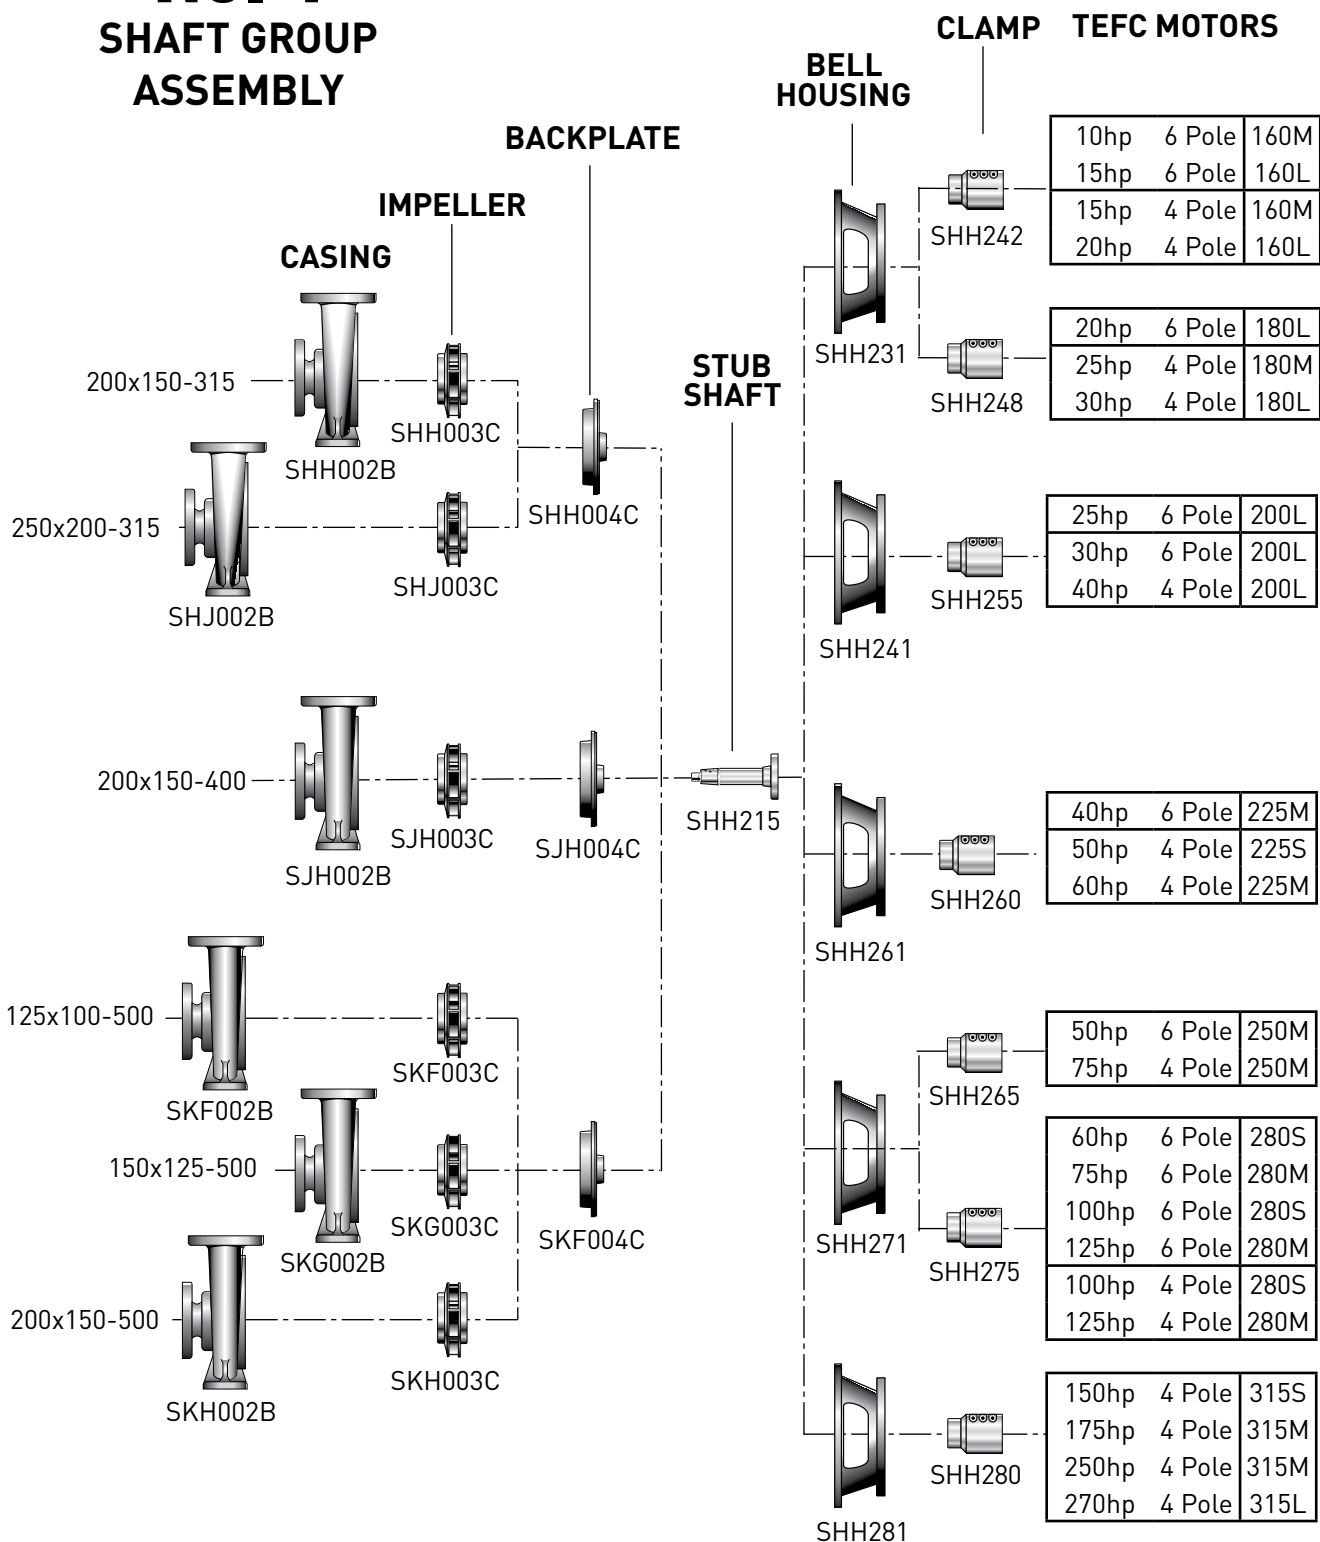 SHAFT GROUP
ASSEMBLY
CLAMP
TEFC MOTORS
BELL
HOUSING
BACKPLATE
IMPELLER
CASING
STUB
SHAFT
200x150-315
SHH002B
SHH003C
250x200-315
SHJ002B
SHJ003C
SHH004C
200x150-400
SJH002B
SJH003C
SJH004C
SHH215
125x100-500
SKF002B
SKF003C
150x125-500
SKG002B
SKG003C
SKF004C
200x150-500
SKH002B
SKH003C
SHH231
SHH242
10hp 6 Pole 160M
15hp 6 Pole 160L
15hp 4 Pole 160M
20hp 4 Pole 160L
SHH248
20hp 6 Pole 180L
25hp 4 Pole 180M
30hp 4 Pole 180L
SHH241
SHH255
25hp 6 Pole 200L
30hp 6 Pole 200L
40hp 4 Pole 200L
SHH261
SHH260
40hp 6 Pole 225M
50hp 4 Pole 225S
60hp 4 Pole 225M
SHH271
SHH265
50hp 6 Pole 250M
75hp 4 Pole 250M
SHH275
60hp 6 Pole 280S
75hp 6 Pole 280M
100hp 6 Pole 280S
125hp 6 Pole 280M
100hp 4 Pole 280S
125hp 4 Pole 280M
SHH281
SHH280
150hp 4 Pole 315S
175hp 4 Pole 315M
250hp 4 Pole 315M
270hp 4 Pole 315L